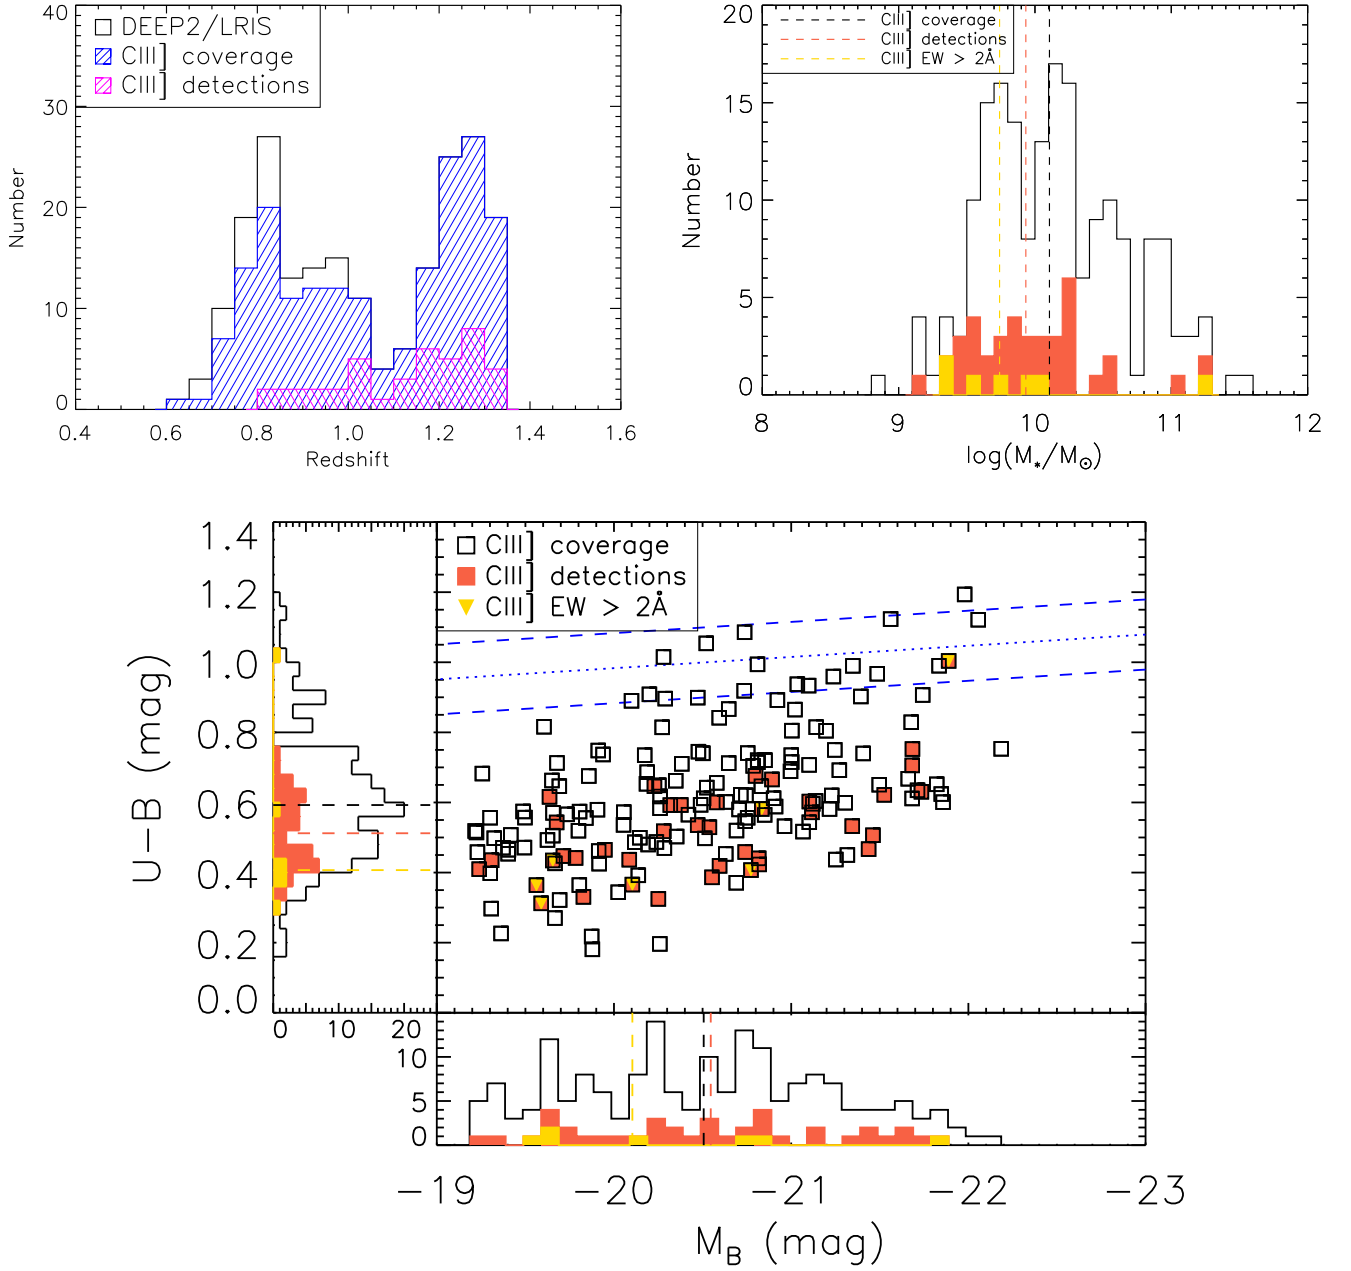 40
30
20
10
0
Number
DEEP2/LRIS
CIII] coverage
CIII] detections
0.4 0.6 0.8 1.0 1.2 1.4 1.6
Redshift
20
15
10
5
0
Number
CIII] coverage
CIII] detections
CIII] EW > 2Å
8 9 10 11 12
log(M*/M⊙)
1.4
1.2
1.0
0.8
0.6
0.4
0.2
0.0
U−B (mag)
0 10 20
CIII] coverage
CIII] detections
CIII] EW > 2Å
10
5
0
−19 −20 −21 −22 −23
MB (mag)